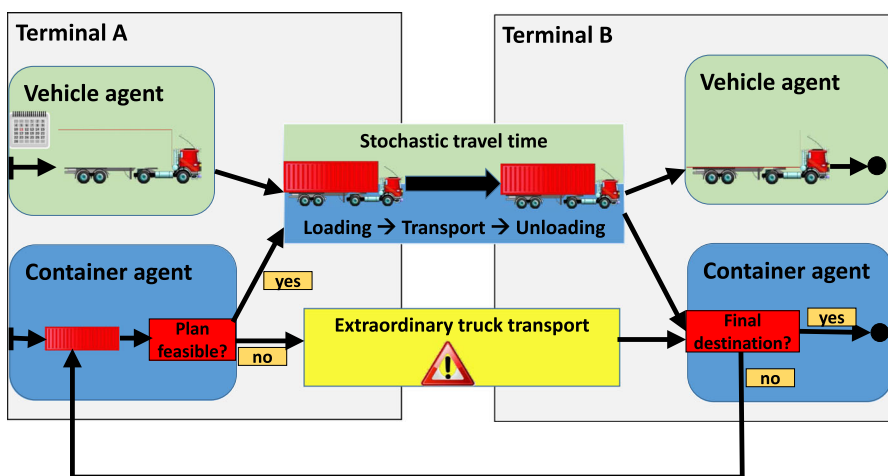 Terminal A
Vehicle agent
Container agent
Plan
feasible?
yes
no
Stochastic travel time
Loading → Transport → Unloading
Extraordinary truck transport
Terminal B
Vehicle agent
Container agent
Final
destination?
yes
no